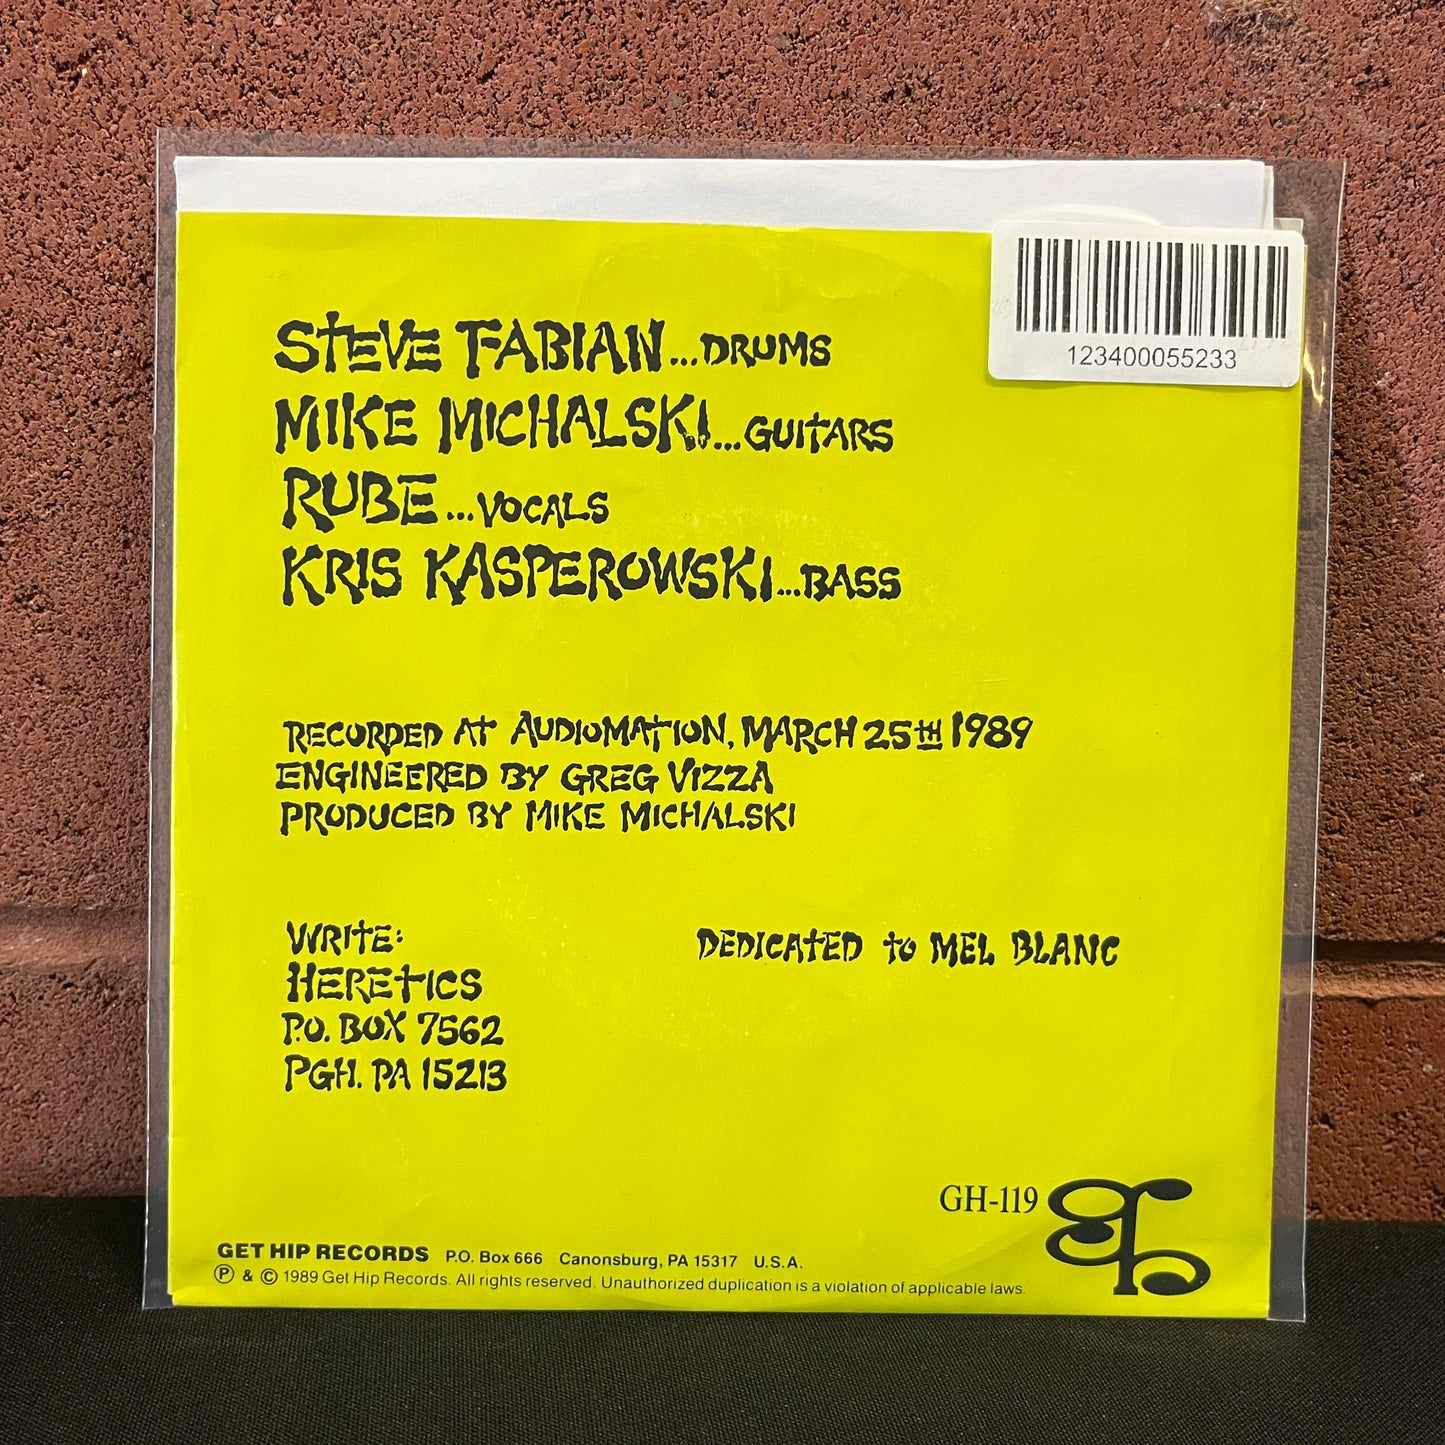 123400055233
STEVE FABIAN...DRUMS
MIKE MICHALSKI...GUITARS
RUBE...VOCALS
KRIS KASPEROWSKI...BASS
RECORDED AT AUDIOMATION, MARCH 25TH 1989
ENGINEERED BY GREG VIZZA
PRODUCED BY MIKE MICHALSKI
WRITE:
HERETICS
P.O. BOX 7562
PGH. PA 15213
DEDICATED TO MEL BLANC
GH-119
GET HIP RECORDS P.O. Box 666 Canonsburg, PA 15317 U.S.A.
℗ & © 1989 Get Hip Records. All rights reserved. Unauthorized duplication is a violation of applicable laws.